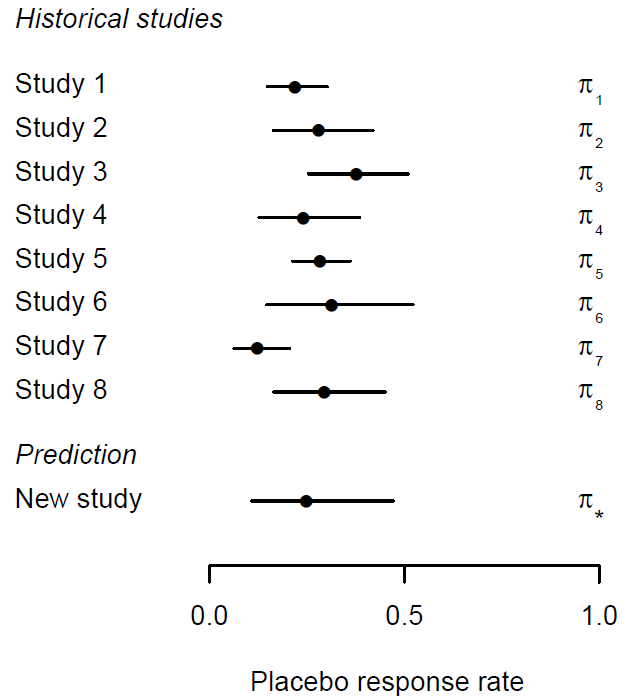 Historical studies
Study 1 π₁
Study 2 π₂
Study 3 π₃
Study 4 π₄
Study 5 π₅
Study 6 π₆
Study 7 π₇
Study 8 π₈
Prediction
New study π*
0.0 0.5 1.0
Placebo response rate